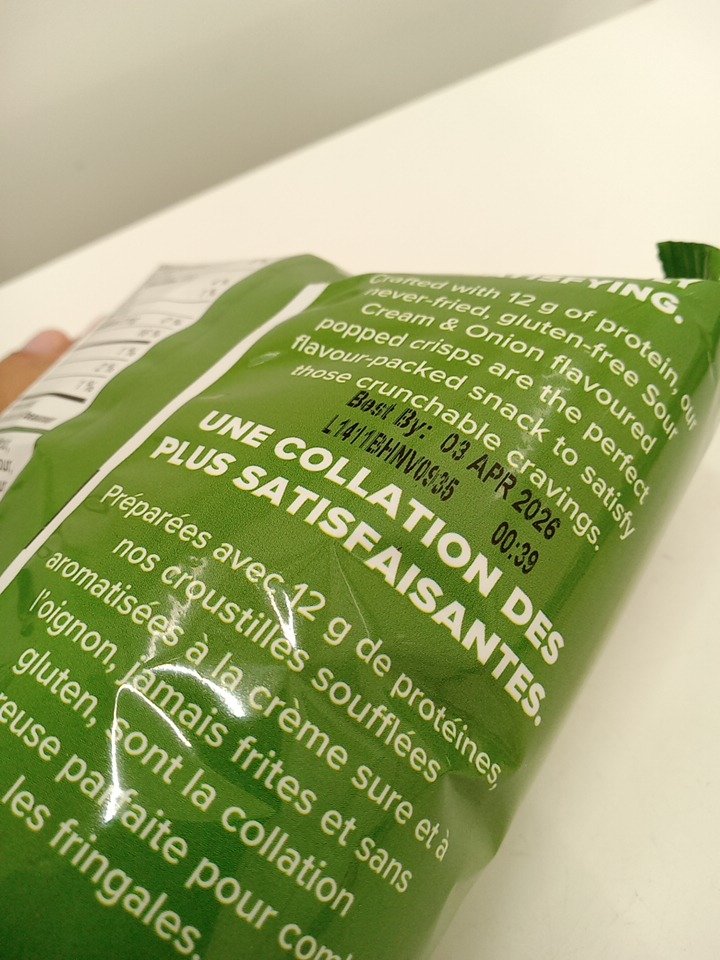 SATISFYING.
Crafted with 12 g of protein, our
never-fried, gluten-free Sour
Cream & Onion flavoured
popped crisps are the perfect
flavour-packed snack to satisfy
those crunchable cravings.
Best By: 03 APR 2026
L1411BHNV0935 00:39
UNE COLLATION DES
PLUS SATISFAISANTES.
Préparées avec 12 g de protéines,
nos croustilles soufflées
aromatisées à la crème sure et à
l'oignon, jamais frites et sans
gluten, sont la collation
reuse parfaite pour com
les fringales.